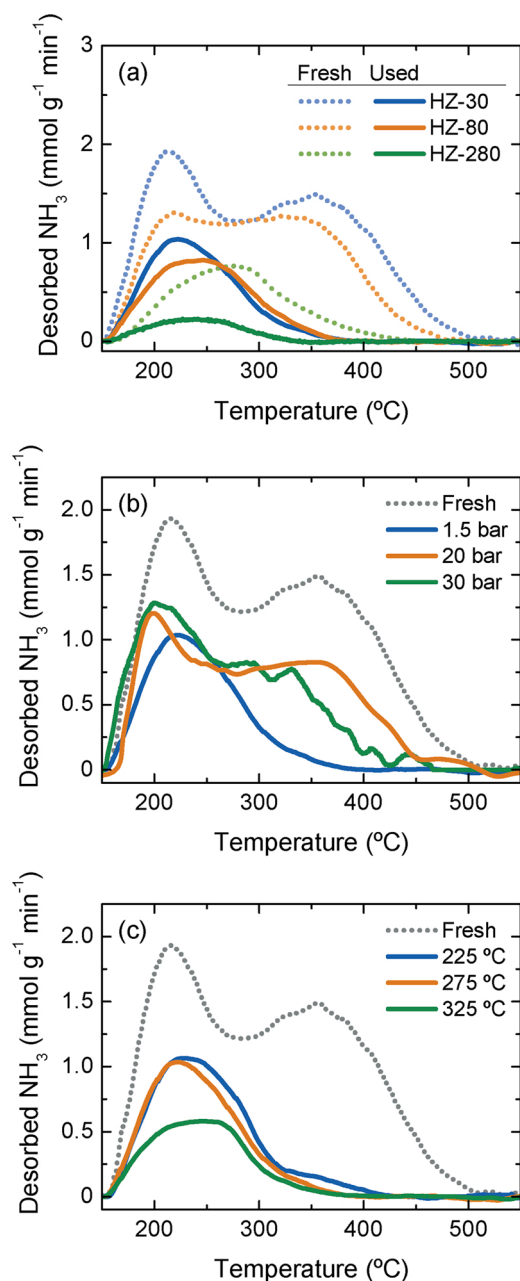 (a)
Fresh Used
HZ-30
HZ-80
HZ-280
3
2
1
0
Desorbed NH₃ (mmol g⁻¹ min⁻¹)
200 300 400 500
Temperature (ºC)
(b)
Fresh
1.5 bar
20 bar
30 bar
2.0
1.5
1.0
0.5
0
Desorbed NH₃ (mmol g⁻¹ min⁻¹)
200 300 400 500
Temperature (ºC)
(c)
Fresh
225 ºC
275 ºC
325 ºC
2.0
1.5
1.0
0.5
0
Desorbed NH₃ (mmol g⁻¹ min⁻¹)
200 300 400 500
Temperature (ºC)